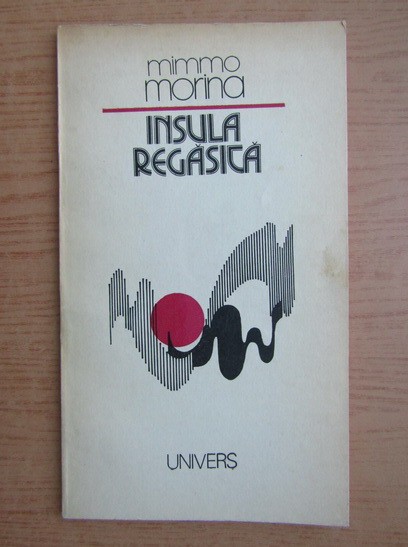 mimmo
morina
INSULA
REGĂSITĂ
UNIVERS